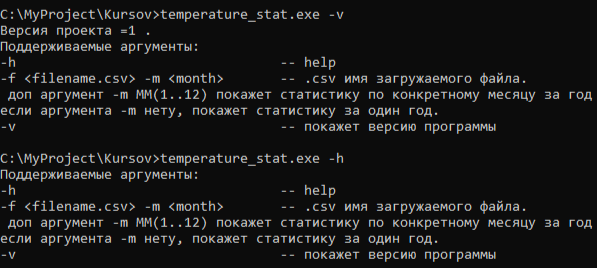 C:\MyProject\Kursov>temperature_stat.exe -v
Версия проекта =1 .
Поддерживаемые аргументы:
-h -- help
-f <filename.csv> -m <month> -- .csv имя загружаемого файла.
доп аргумент -m MM(1..12) покажет статистику по конкретному месяцу за год
если аргумента -m нету, покажет статистику за один год.
-v -- покажет версию программы
C:\MyProject\Kursov>temperature_stat.exe -h
Поддерживаемые аргументы:
-h -- help
-f <filename.csv> -m <month> -- .csv имя загружаемого файла.
доп аргумент -m MM(1..12) покажет статистику по конкретному месяцу за год
если аргумента -m нету, покажет статистику за один год.
-v -- покажет версию программы